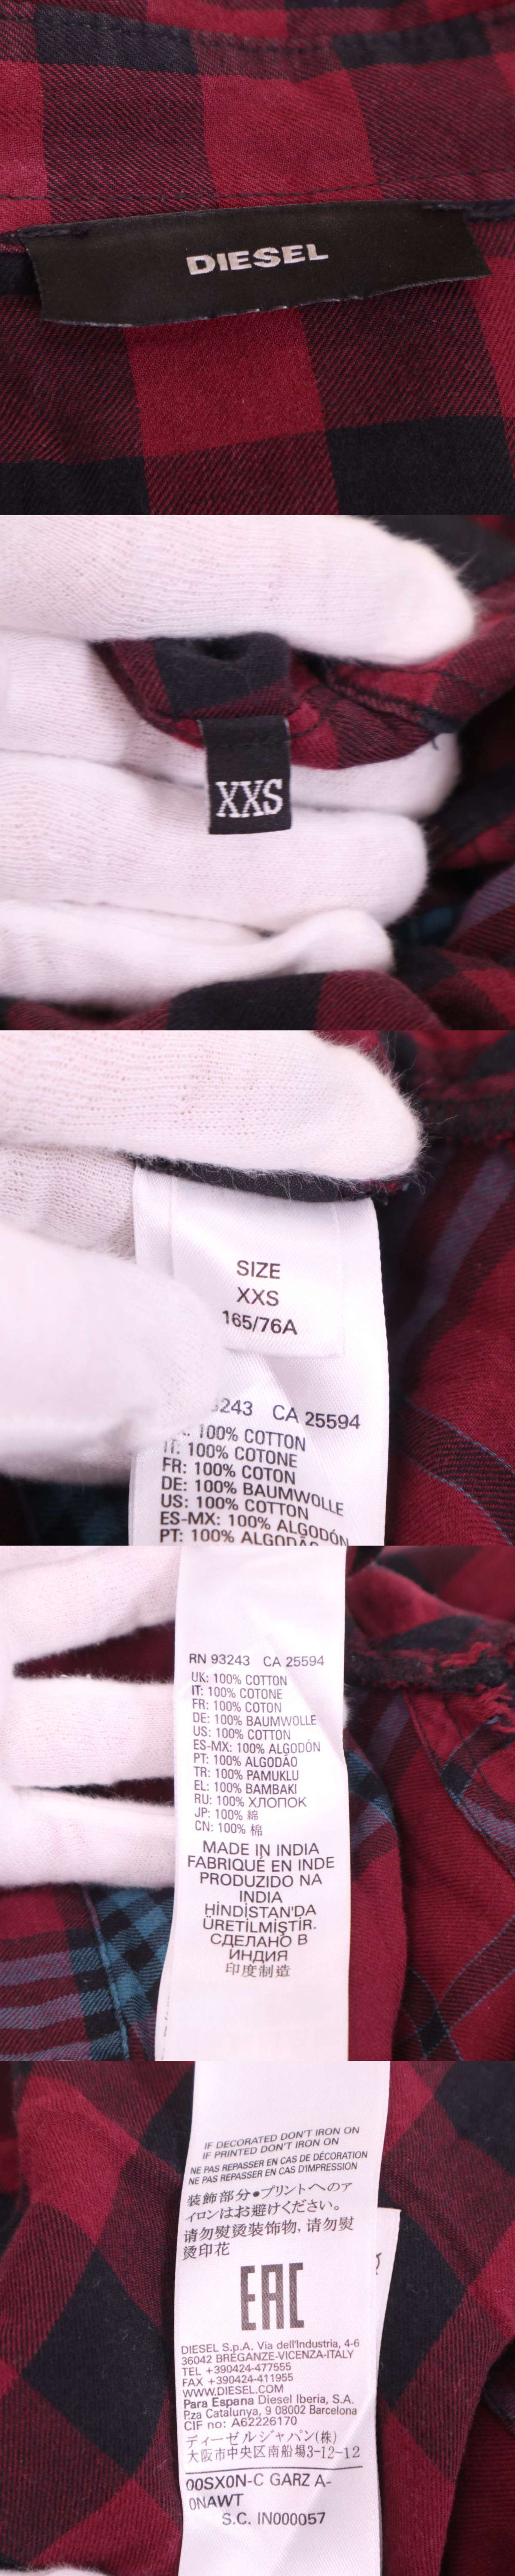 DIESEL
XXS
SIZE
XXS
165/76A
3243 CA 25594
100% COTTON
IT: 100% COTONE
FR: 100% COTON
DE: 100% BAUMWOLLE
US: 100% COTTON
ES-MX: 100% ALGODÓN
PT: 100% ALGODÃO
RN 93243 CA 25594
UK: 100% COTTON
IT: 100% COTONE
FR: 100% COTON
DE: 100% BAUMWOLLE
US: 100% COTTON
ES-MX: 100% ALGODÓN
PT: 100% ALGODÃO
TR: 100% PAMUKLU
EL: 100% BAMBAKI
RU: 100% ХЛОПОК
JP: 100% 綿
CN: 100% 棉
MADE IN INDIA
FABRIQUÉ EN INDE
PRODUZIDO NA
INDIA
HİNDİSTAN'DA
ÜRETİLMİŞTİR.
СДЕЛАНО В
ИНДИЯ
印度制造
IF DECORATED DON'T IRON ON
IF PRINTED DON'T IRON ON
NE PAS REPASSER EN CAS DE DÉCORATION
NE PAS REPASSER EN CAS D'IMPRESSION
装飾部分•プリントへのア
イロンはお避けください。
请勿熨烫装饰物, 请勿熨
烫印花
EAC
DIESEL S.p.A. Via dell'Industria, 4-6
36042 BREGANZE-VICENZA-ITALY
TEL +390424-477555
FAX +390424-411955
WWW.DIESEL.COM
Para Espana Diesel Iberia, S.A.
P.za Catalunya, 9 08002 Barcelona
CIF no: A62226170
ディーゼルジャパン(株)
大阪市中央区南船場3-12-12
00SX0N-C GARZ A-
0NAWT
S.C. IN000057